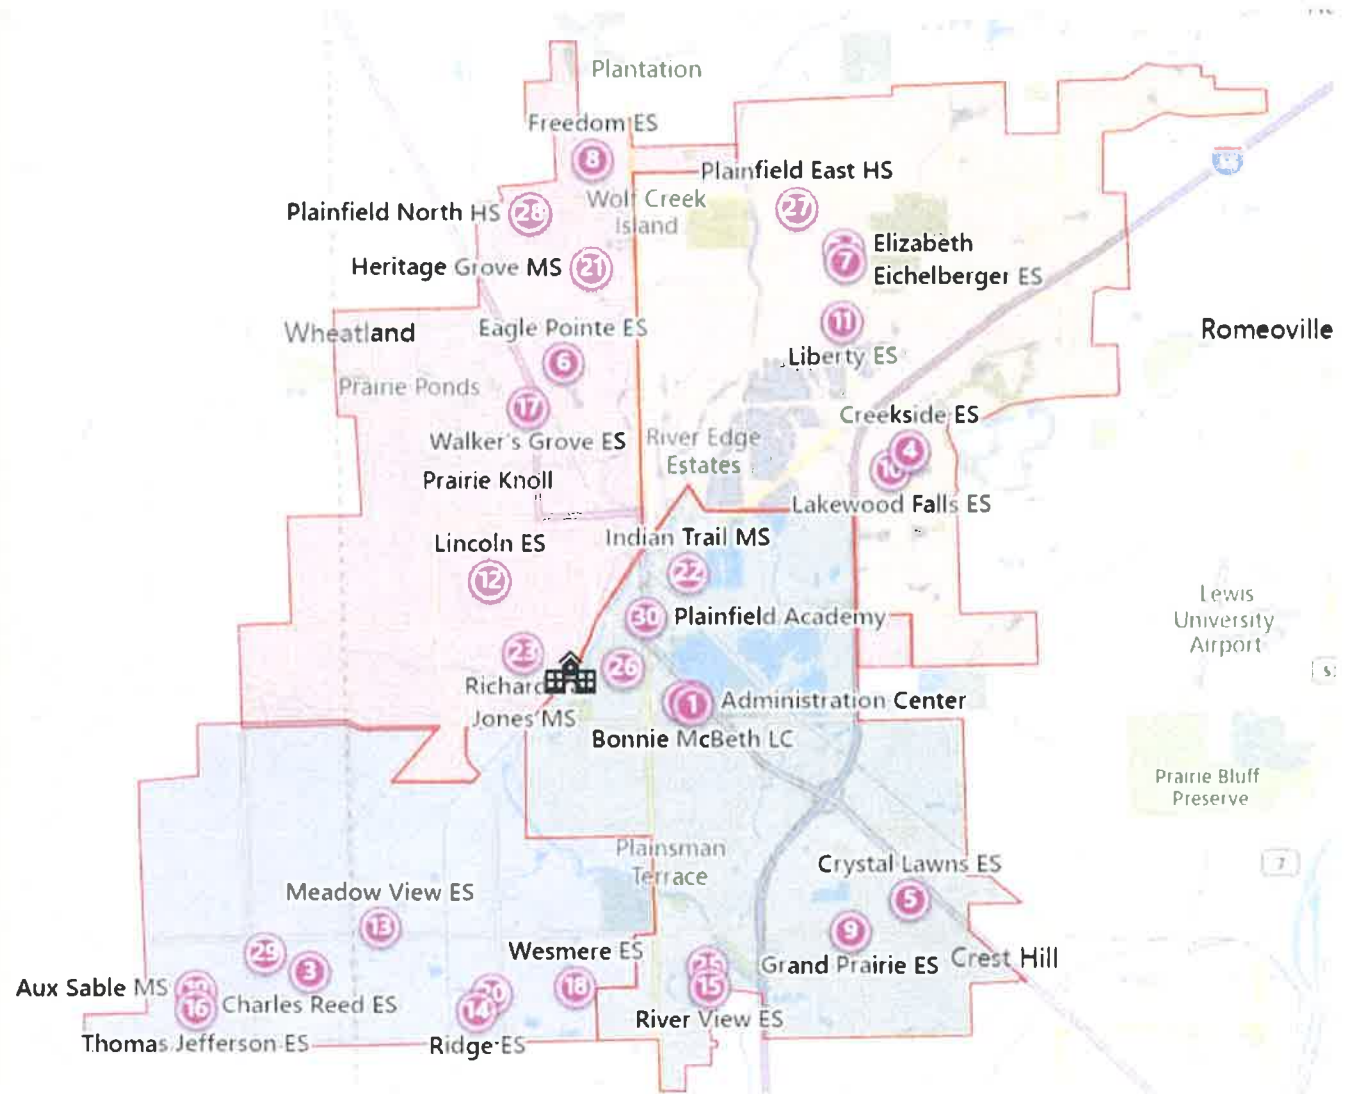 Plantation
Freedom ES
8
Plainfield East HS
Plainfield North HS
28
Wolf Creek
Island
27
Elizabeth
Eichelberger ES
7
Heritage Grove MS
21
Wheatland
Eagle Pointe ES
11
Liberty ES
Romeoville
6
Prairie Ponds
17
Walker's Grove ES
Creekside ES
River Edge
Estates
4
10
Prairie Knoll
Lakewood Falls ES
Lincoln ES
Indian Trail MS
12
22
30
Plainfield Academy
Lewis
University
Airport
23
26
Richard
Jones MS
1
Administration Center
Bonnie McBeth LC
Prairie Bluff
Preserve
Plainsman
Terrace
Crystal Lawns ES
7
Meadow View ES
5
13
9
29
3
Wesmere ES
Grand Prairie ES
Crest Hill
Aux Sable MS
16
Charles Reed ES
20
14
18
25
15
River View ES
Thomas Jefferson ES
Ridge ES